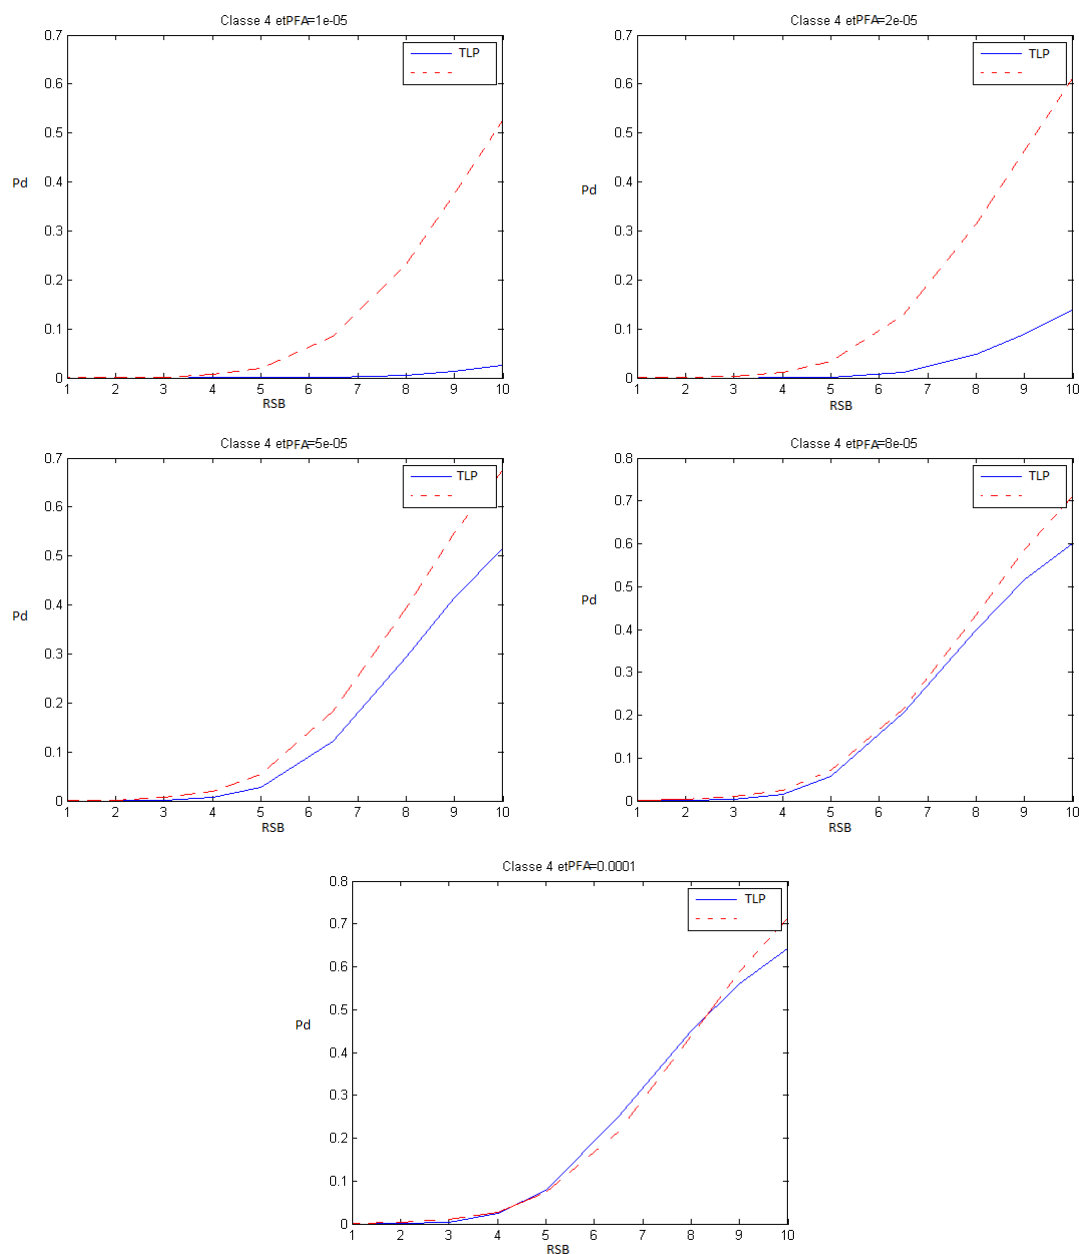 Classe 4 etPFA=1e-05
0.7
0.6
0.5
0.4
0.3
0.2
0.1
0
Pd
TLP
1 2 3 4 5 6 7 8 9 10
RSB
Classe 4 etPFA=2e-05
0.7
0.6
0.5
0.4
0.3
0.2
0.1
0
Pd
TLP
1 2 3 4 5 6 7 8 9 10
RSB
Classe 4 etPFA=5e-05
0.7
0.6
0.5
0.4
0.3
0.2
0.1
0
Pd
TLP
1 2 3 4 5 6 7 8 9 10
RSB
Classe 4 etPFA=8e-05
0.8
0.7
0.6
0.5
0.4
0.3
0.2
0.1
0
Pd
TLP
1 2 3 4 5 6 7 8 9 10
RSB
Classe 4 etPFA=0.0001
0.8
0.7
0.6
0.5
0.4
0.3
0.2
0.1
0
Pd
TLP
1 2 3 4 5 6 7 8 9 10
RSB